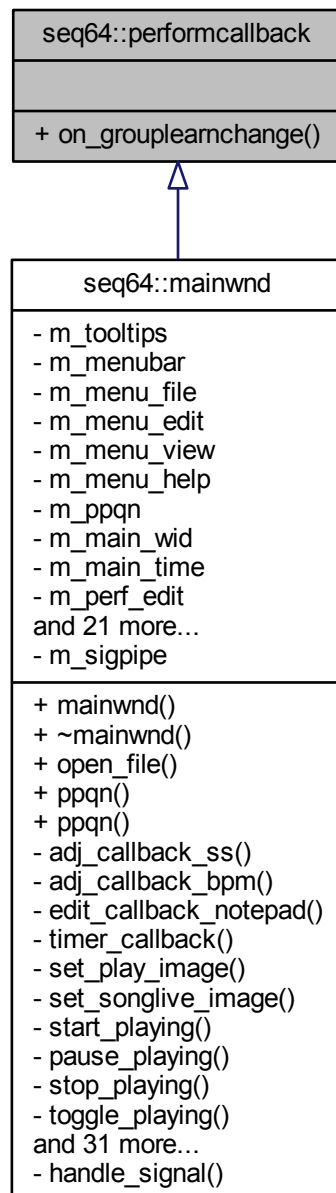 seq64::performcallback
+ on_grouplearnchange()
seq64::mainwnd
- m_tooltips
- m_menubar
- m_menu_file
- m_menu_edit
- m_menu_view
- m_menu_help
- m_ppqn
- m_main_wid
- m_main_time
- m_perf_edit
and 21 more...
- m_sigpipe
+ mainwnd()
+ ~mainwnd()
+ open_file()
+ ppqn()
+ ppqn()
- adj_callback_ss()
- adj_callback_bpm()
- edit_callback_notepad()
- timer_callback()
- set_play_image()
- set_songlive_image()
- start_playing()
- pause_playing()
- stop_playing()
- toggle_playing()
and 31 more...
- handle_signal()